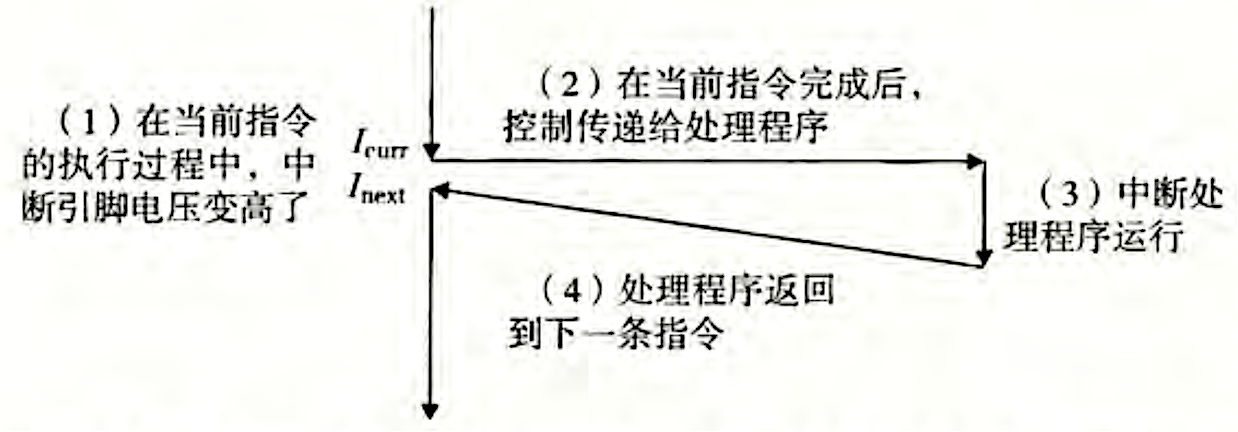 （1）在当前指令
的执行过程中，中
断引脚电压变高了
I_curr
I_next
（2）在当前指令完成后，
控制传递给处理程序
（3）中断处
理程序运行
（4）处理程序返回
到下一条指令